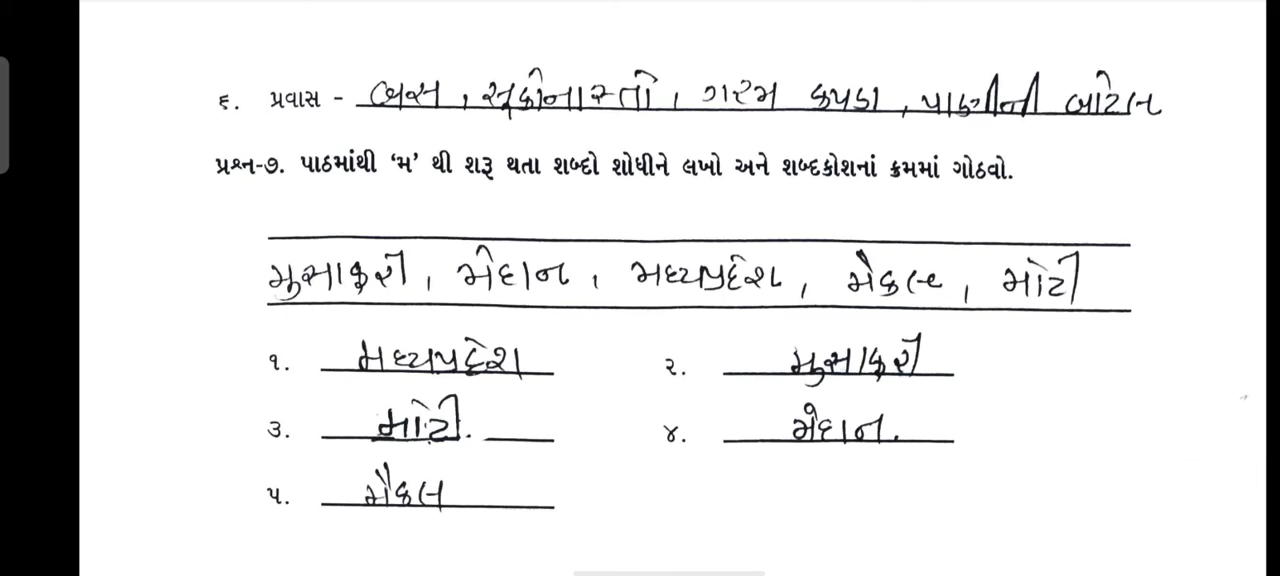 ૬. પ્રવાસ - બસ, સૂકોનાસ્તો, ગરમ કપડા, પાણીની બોટલ
પ્રશ્ન-૭. પાઠમાંથી ‘મ’ થી શરૂ થતા શબ્દો શોધીને લખો અને શબ્દકોશનાં ક્રમમાં ગોઠવો.
મુસાફરી, મેદાન, મધ્યપ્રદેશ, મૈકલ, મોટી
૧. મધ્યપ્રદેશ ૨. મુસાફરી
૩. મોટી. ૪. મેદાન.
૫. મૈકલ